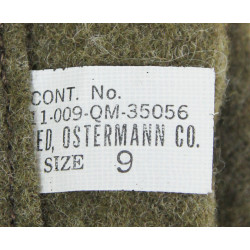 CONT. No.
11-009-QM-35056
ED, OSTERMANN CO.
SIZE 9